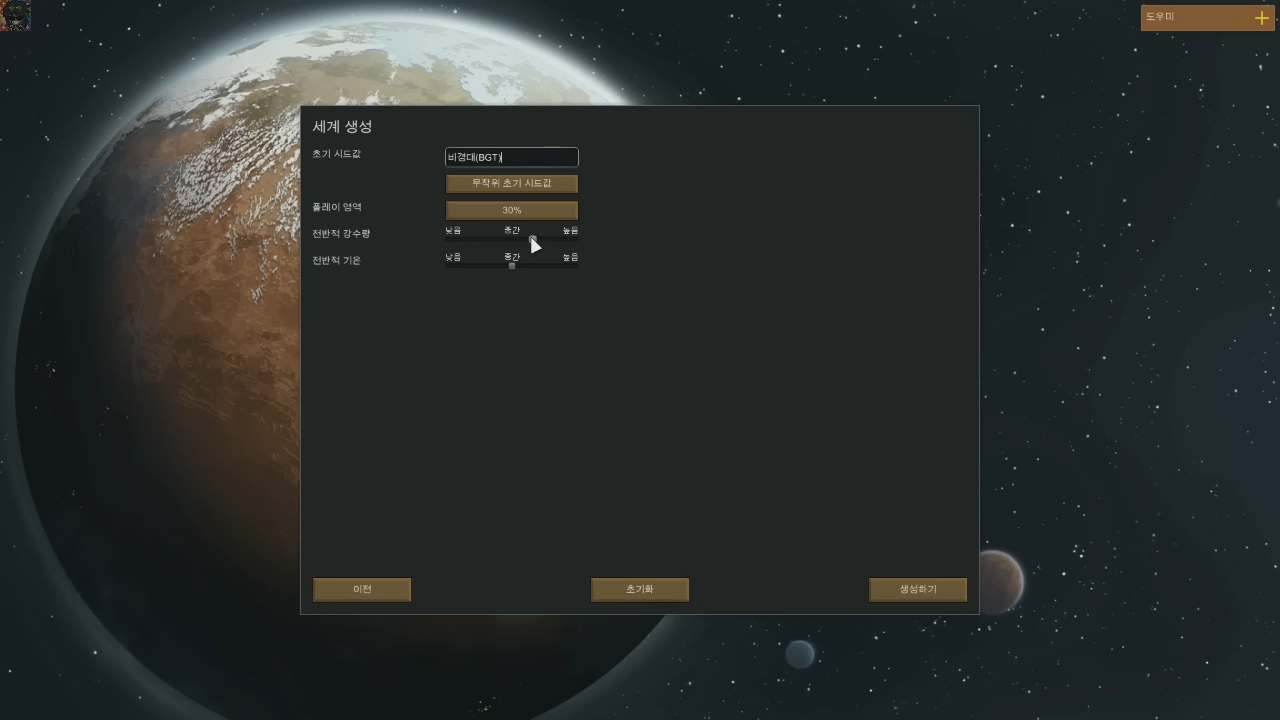 도우미
세계 생성
초기 시드값
비경대(BGT)
무작위 초기 시드값
플레이 영역
30%
전반적 강수량
낮음 중간 높음
전반적 기온
낮음 중간 높음
이전
초기화
생성하기